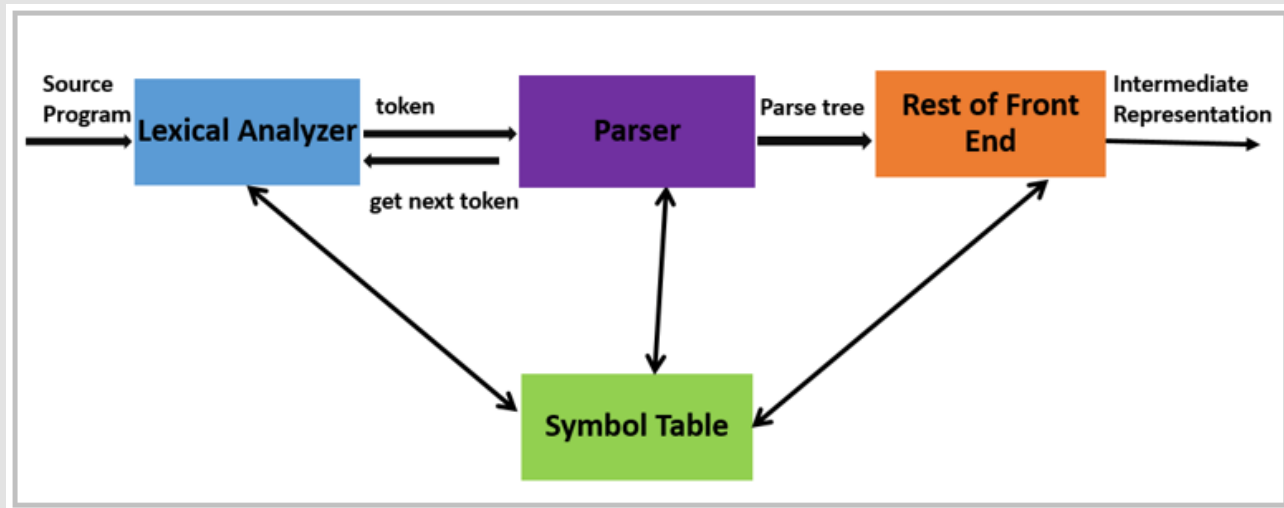 Source
Program
Lexical Analyzer
token
get next token
Parser
Parse tree
Rest of Front
End
Intermediate
Representation
Symbol Table